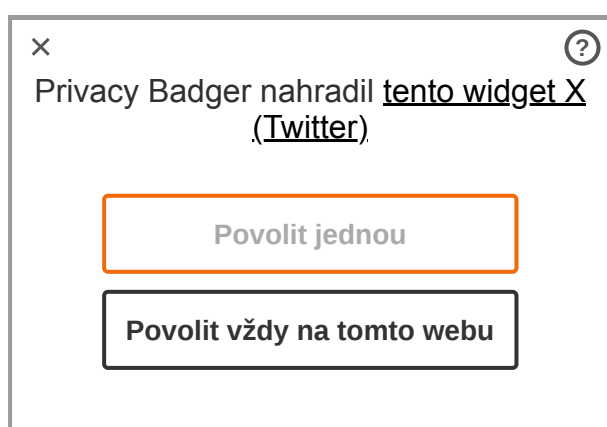 ×
?
Privacy Badger nahradil tento widget X
(Twitter)
Povolit jednou
Povolit vždy na tomto webu